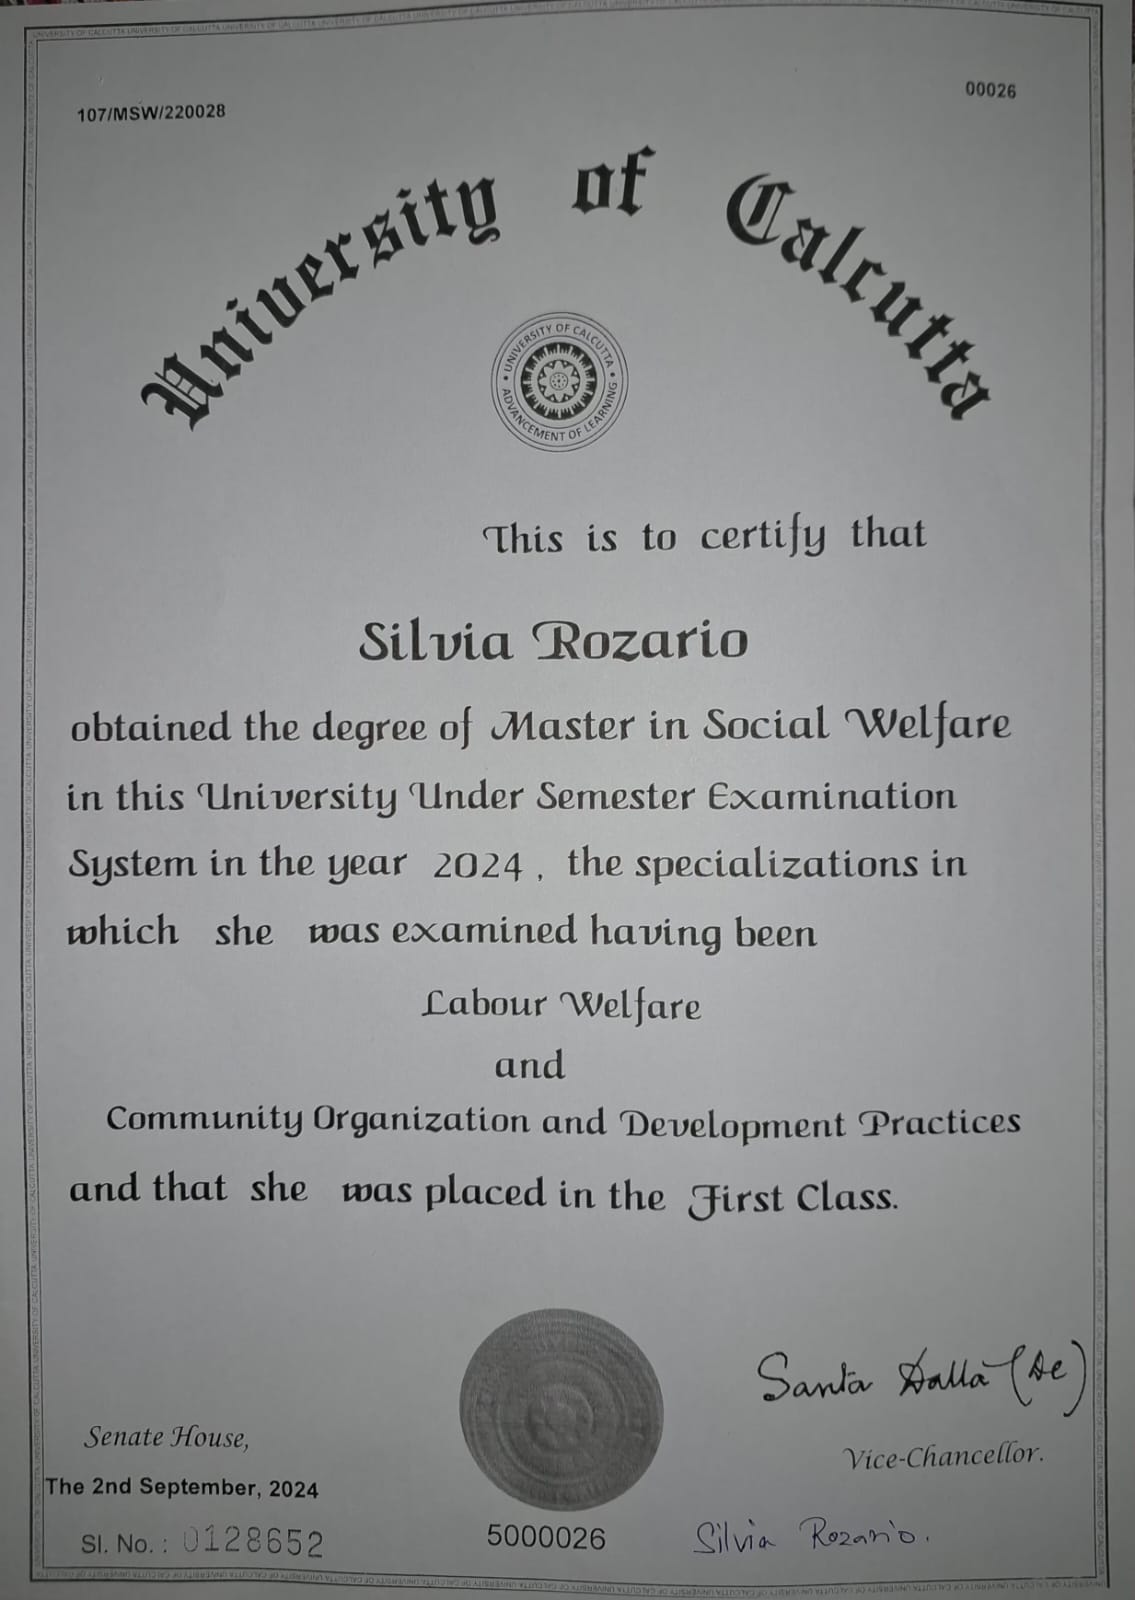 107/MSW/220028
00026
University of Calcutta
UNIVERSITY OF CALCUTTA
ADVANCEMENT OF LEARNING
This is to certify that
Silvia Rozario
obtained the degree of Master in Social Welfare
in this University Under Semester Examination
System in the year 2024 , the specializations in
which she was examined having been
Labour Welfare
and
Community Organization and Development Practices
and that she was placed in the First Class.
Santa Datta (De)
Senate House,
Vice-Chancellor.
The 2nd September, 2024
Sl. No. : 0128652
5000026
Silvia Rozario.